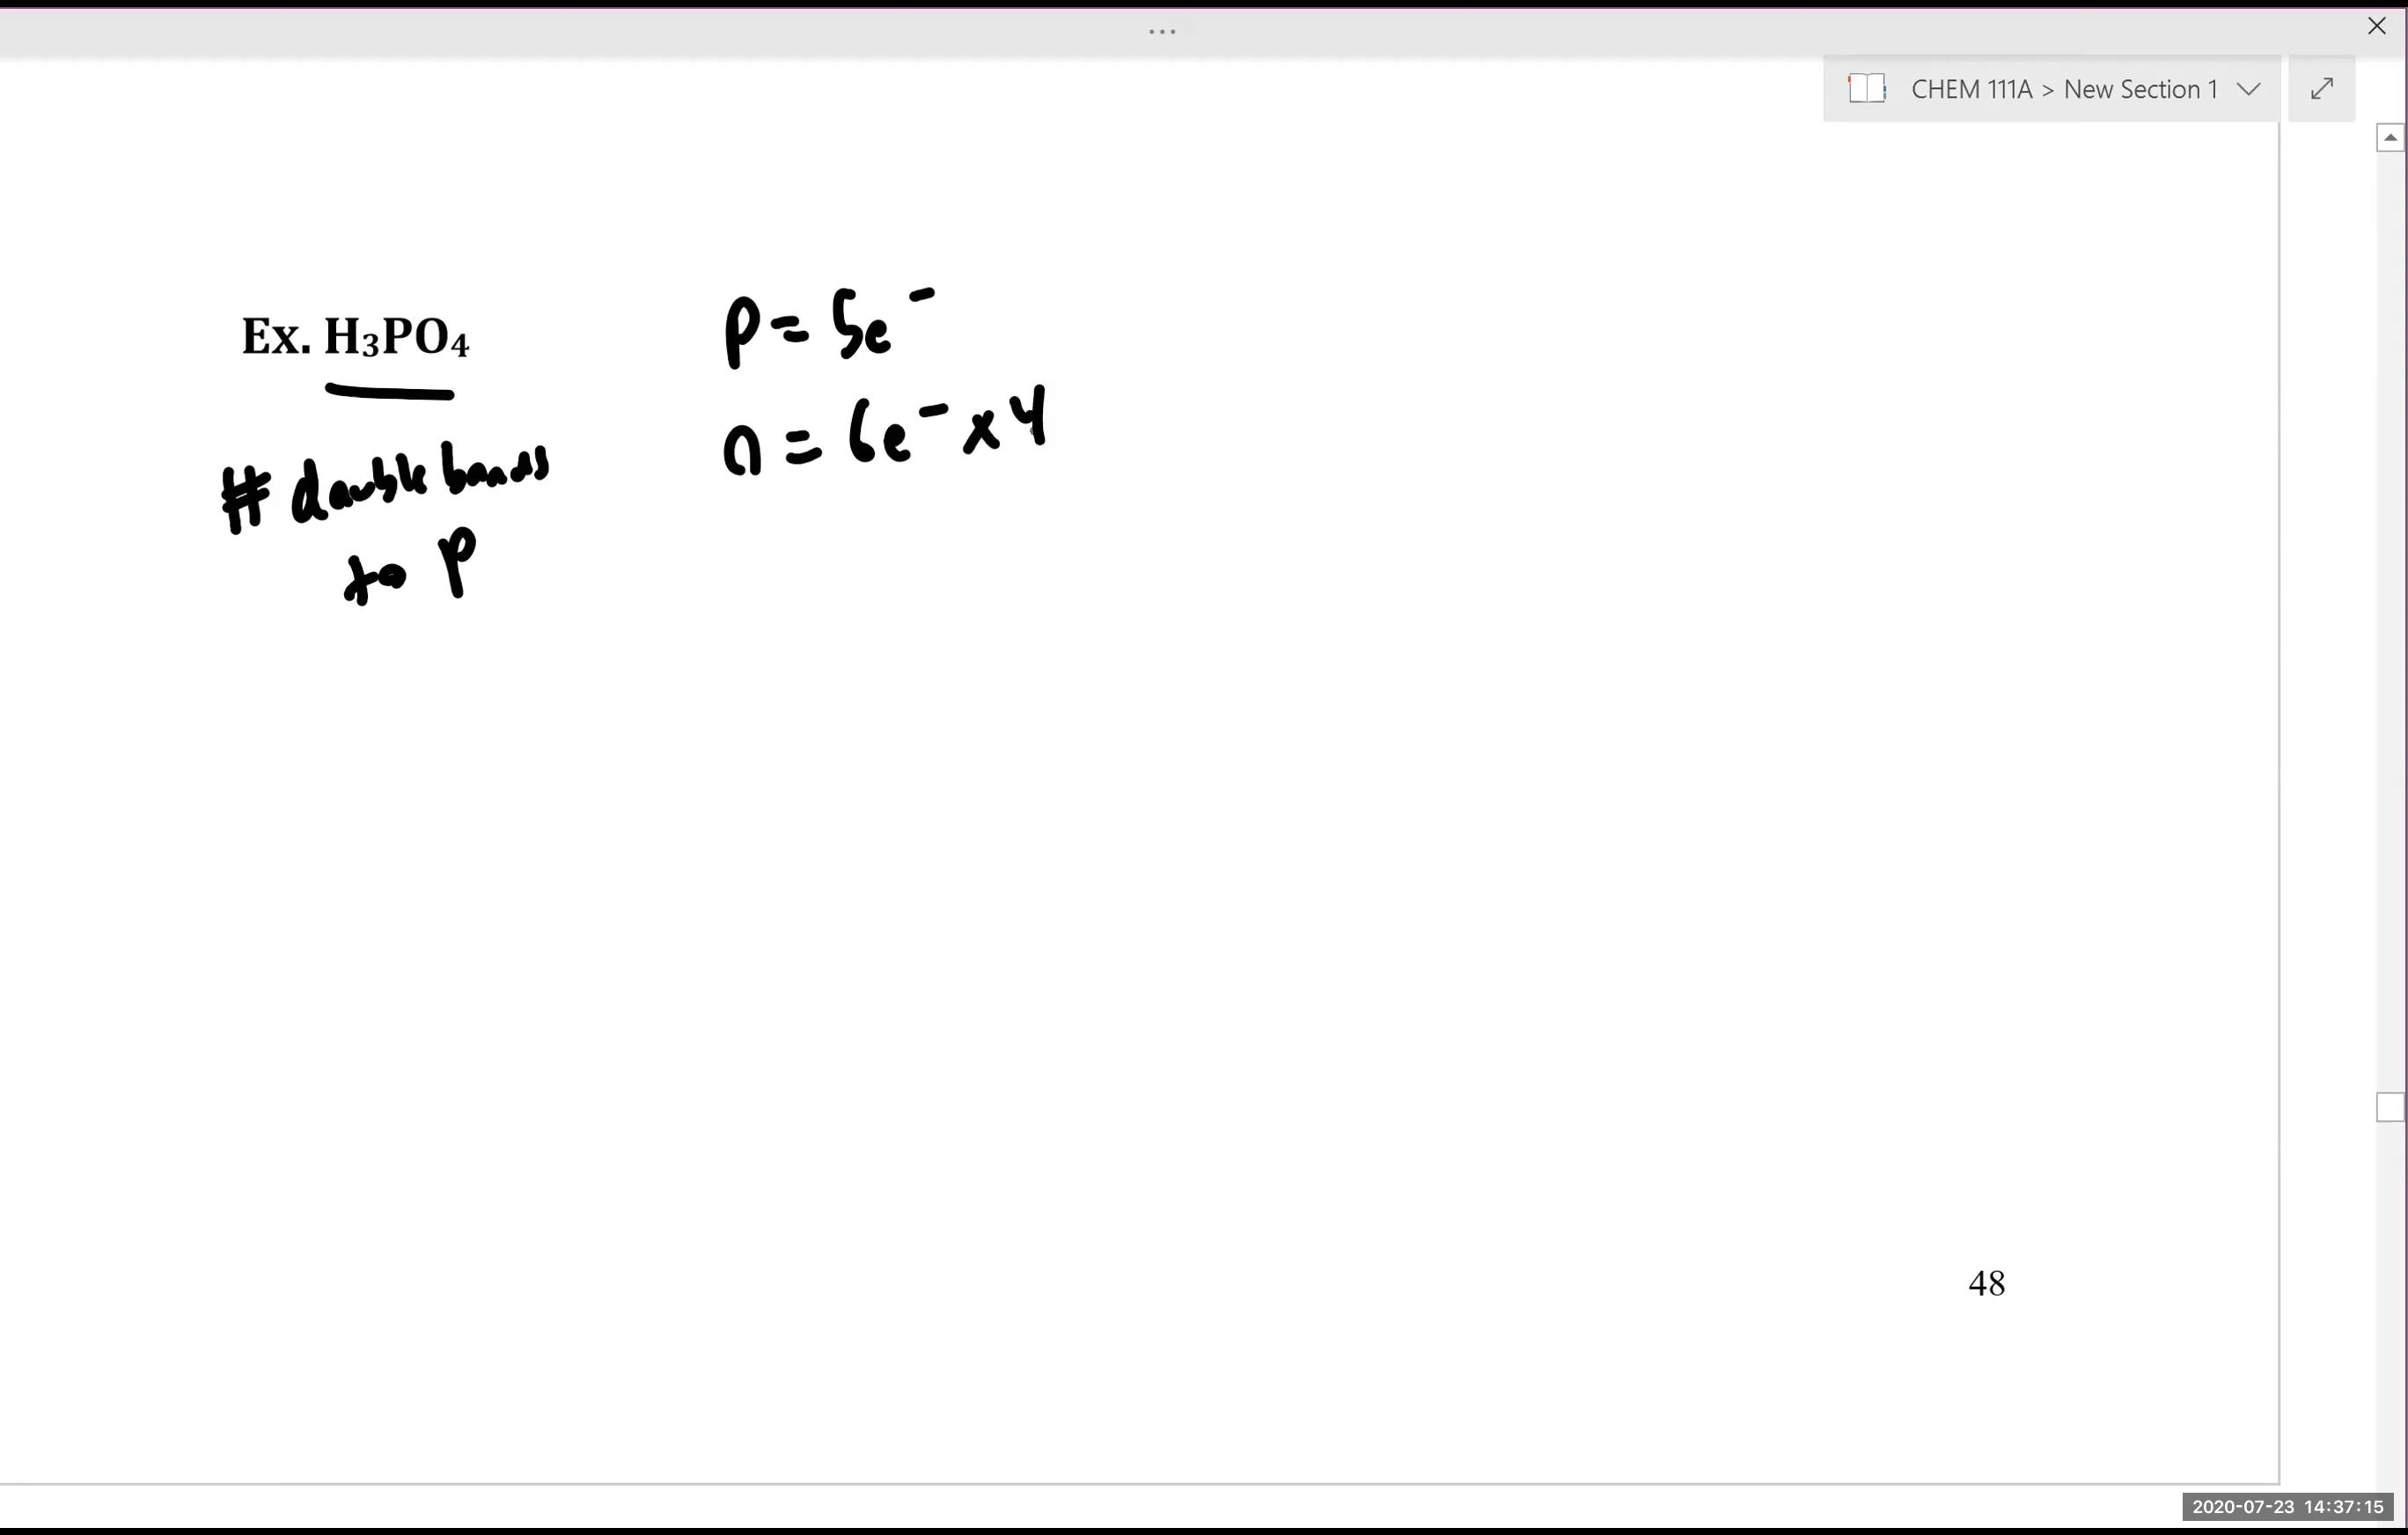 CHEM 111A > New Section 1
Ex. H₃PO₄
P = 5e⁻
O = 6e⁻ x 4
# double bonds
to P
48
2020-07-23 14:37:15